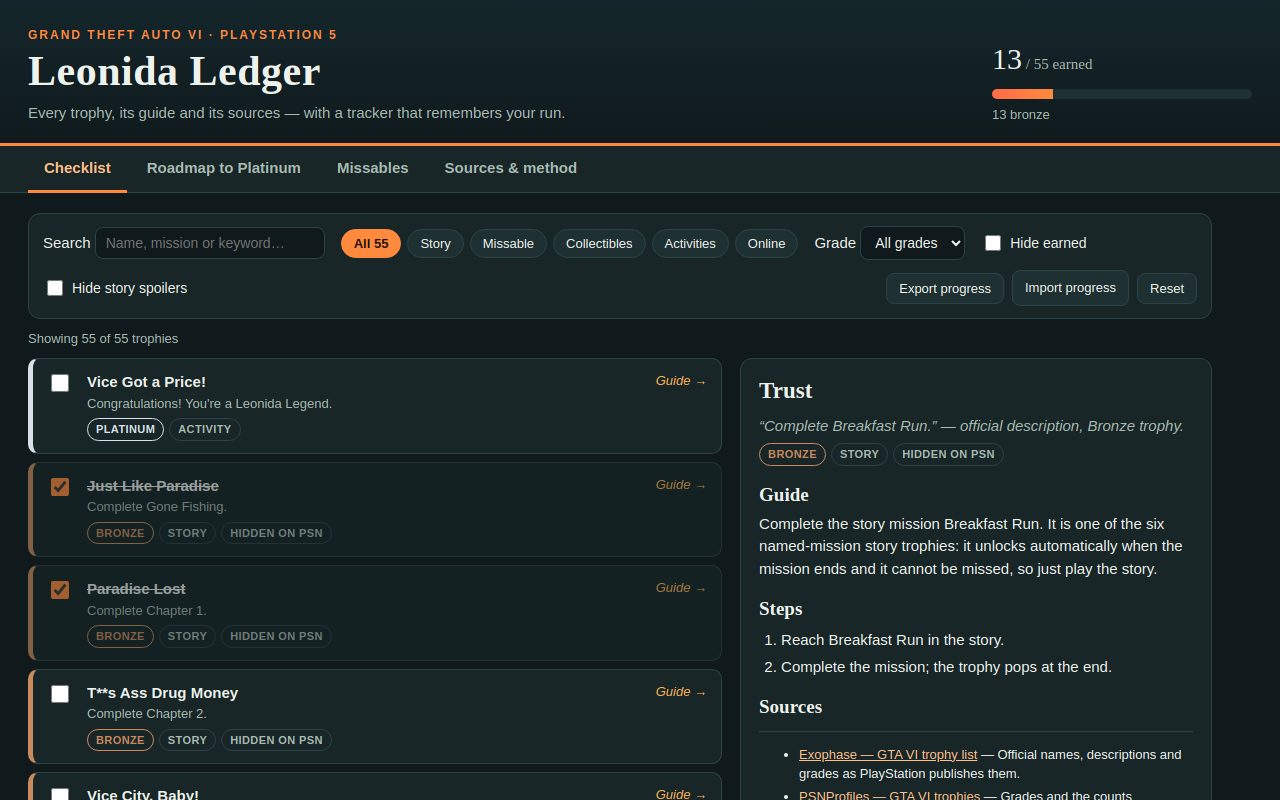 GRAND THEFT AUTO VI · PLAYSTATION 5
Leonida Ledger
Every trophy, its guide and its sources — with a tracker that remembers your run.
13 / 55 earned
13 bronze
Checklist
Roadmap to Platinum
Missables
Sources & method
Search
Name, mission or keyword…
All 55
Story
Missable
Collectibles
Activities
Online
Grade
All grades
Hide earned
Hide story spoilers
Export progress
Import progress
Reset
Showing 55 of 55 trophies
Vice Got a Price!
Guide →
Congratulations! You're a Leonida Legend.
PLATINUM
ACTIVITY
Just Like Paradise
Guide →
Complete Gone Fishing.
BRONZE
STORY
HIDDEN ON PSN
Paradise Lost
Guide →
Complete Chapter 1.
BRONZE
STORY
HIDDEN ON PSN
T**s Ass Drug Money
Guide →
Complete Chapter 2.
BRONZE
STORY
HIDDEN ON PSN
Vice City, Baby!
Guide →
Trust
“Complete Breakfast Run.” — official description, Bronze trophy.
BRONZE
STORY
HIDDEN ON PSN
Guide
Complete the story mission Breakfast Run. It is one of the six
named-mission story trophies: it unlocks automatically when the
mission ends and it cannot be missed, so just play the story.
Steps
1. Reach Breakfast Run in the story.
2. Complete the mission; the trophy pops at the end.
Sources
• Exophase — GTA VI trophy list — Official names, descriptions and
grades as PlayStation publishes them.
• PSNProfiles — GTA VI trophies — Grades and the counts